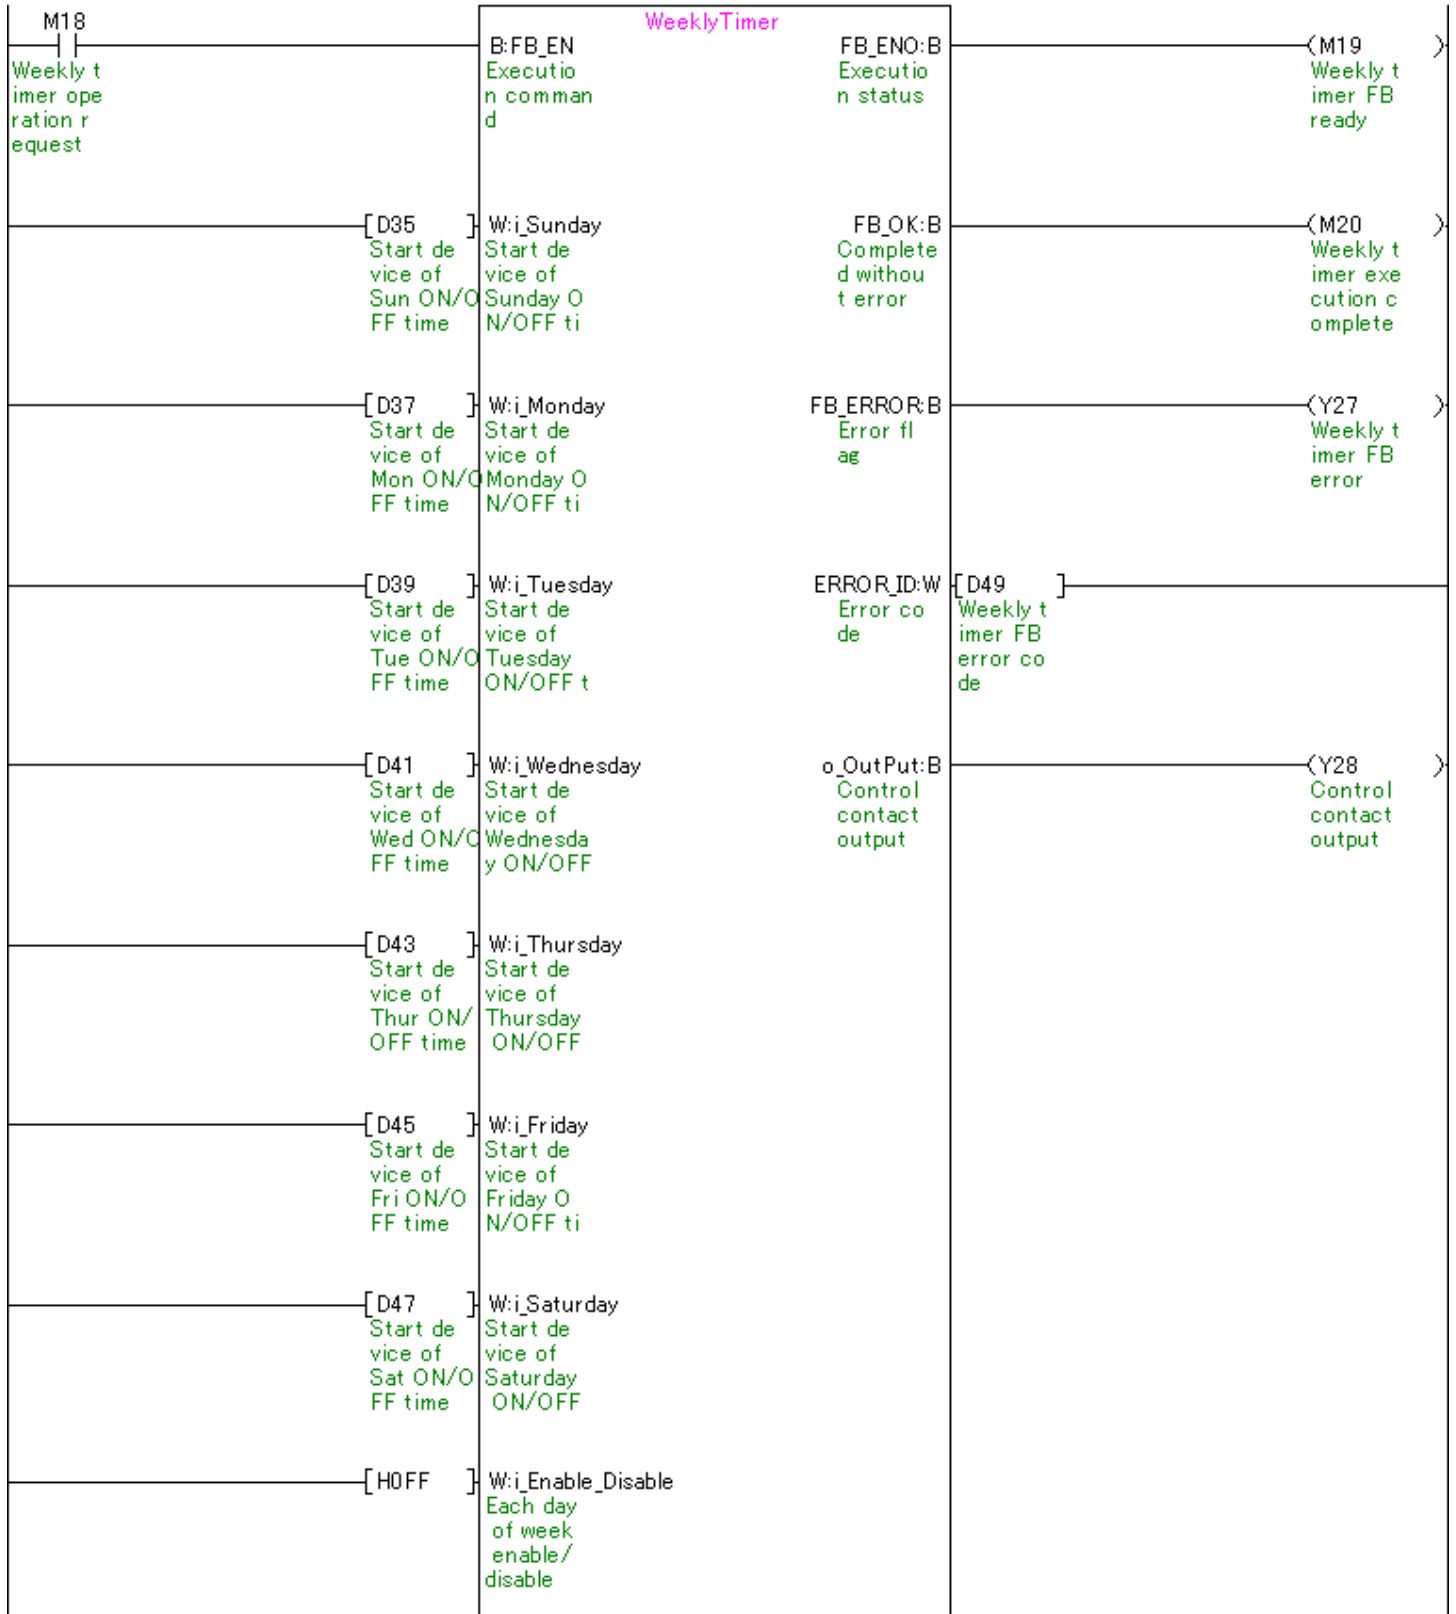 M18
WeeklyTimer
B:FB_EN
FB_ENO:B
(M19 )
Weekly t
imer ope
ration r
equest
Executio
n comman
d
Executio
n status
Weekly t
imer FB
ready
[D35 ]
W:i_Sunday
FB_OK:B
(M20 )
Start de
vice of
Sun ON/O
FF time
Start de
vice of
Sunday O
N/OFF ti
Complete
d withou
t error
Weekly t
imer exe
cution c
omplete
[D37 ]
W:i_Monday
FB_ERROR:B
(Y27 )
Start de
vice of
Mon ON/O
FF time
Start de
vice of
Monday O
N/OFF ti
Error fl
ag
Weekly t
imer FB
error
[D39 ]
W:i_Tuesday
ERROR_ID:W
[D49 ]
Start de
vice of
Tue ON/O
FF time
Start de
vice of
Tuesday
ON/OFF t
Error co
de
Weekly t
imer FB
error co
de
[D41 ]
W:i_Wednesday
o_OutPut:B
(Y28 )
Start de
vice of
Wed ON/O
FF time
Start de
vice of
Wednesda
y ON/OFF
Control
contact
output
Control
contact
output
[D43 ]
W:i_Thursday
Start de
vice of
Thur ON/
OFF time
Start de
vice of
Thursday
ON/OFF
[D45 ]
W:i_Friday
Start de
vice of
Fri ON/O
FF time
Start de
vice of
Friday O
N/OFF ti
[D47 ]
W:i_Saturday
Start de
vice of
Sat ON/O
FF time
Start de
vice of
Saturday
ON/OFF
[H0FF ]
W:i_Enable_Disable
Each day
of week
enable/
disable